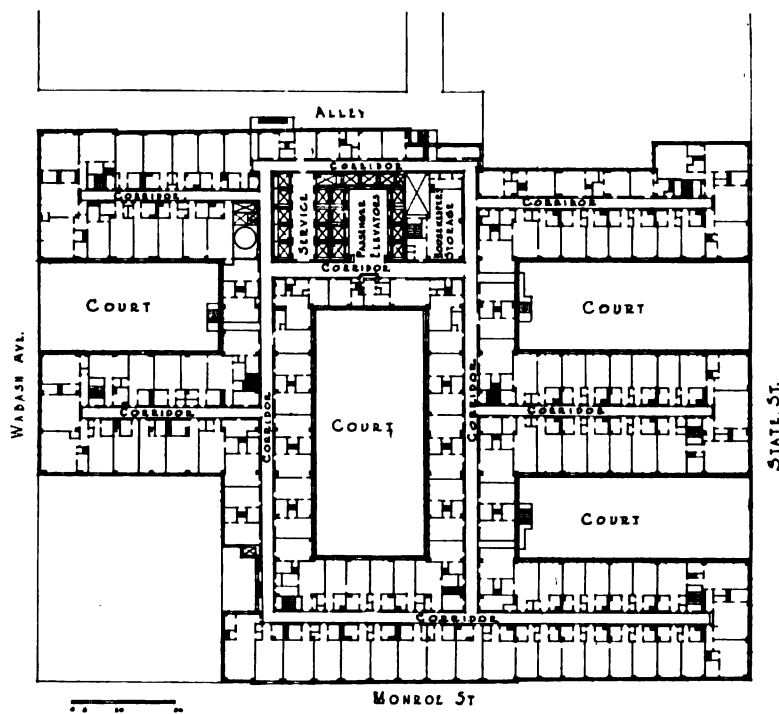 ALLEY
CORRIDOR
CORRIDOR
CORRIRDR
SERVICE
PASSENGER
ELEVATORS
HOUSEKEEPERS
STORAGE
CORRIDOR
COURT
COURT
WABASH AVE.
CORRIDOR
CORRIDOR
COURT
CORRIDOR
CORRIDOR
STATE ST.
COURT
CORRIDOR
MONROE ST